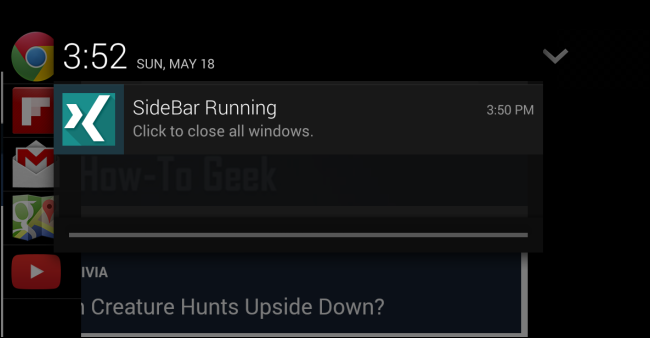 3:52 SUN, MAY 18
SideBar Running 3:50 PM
Click to close all windows.
How-To Geek
Creature Hunts Upside Down?